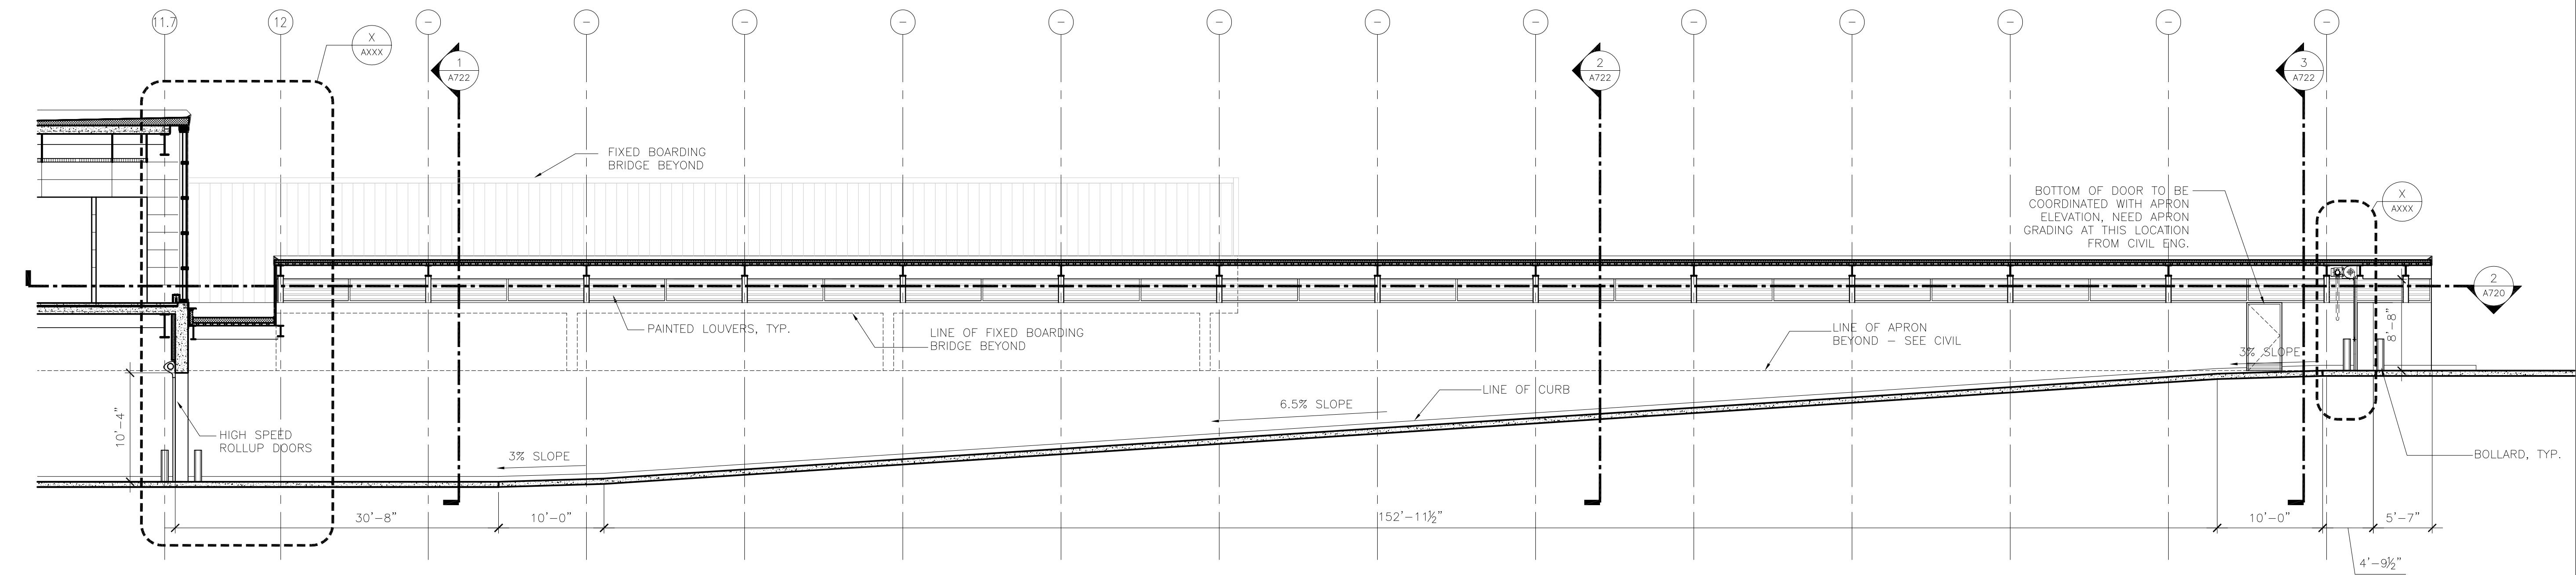 11.7
12
-
-
-
-
-
-
-
-
-
-
-
-
-
X
AXXX
1
A722
2
A722
3
A722
FIXED BOARDING
BRIDGE BEYOND
BOTTOM OF DOOR TO BE
COORDINATED WITH APRON
ELEVATION, NEED APRON
GRADING AT THIS LOCATION
FROM CIVIL ENG.
X
AXXX
2
A720
PAINTED LOUVERS, TYP.
LINE OF FIXED BOARDING
BRIDGE BEYOND
LINE OF APRON
BEYOND - SEE CIVIL
8'-8"
3% SLOPE
LINE OF CURB
6.5% SLOPE
10'-4"
HIGH SPEED
ROLLUP DOORS
3% SLOPE
BOLLARD, TYP.
30'-8"
10'-0"
152'-11½"
10'-0"
5'-7"
4'-9½"